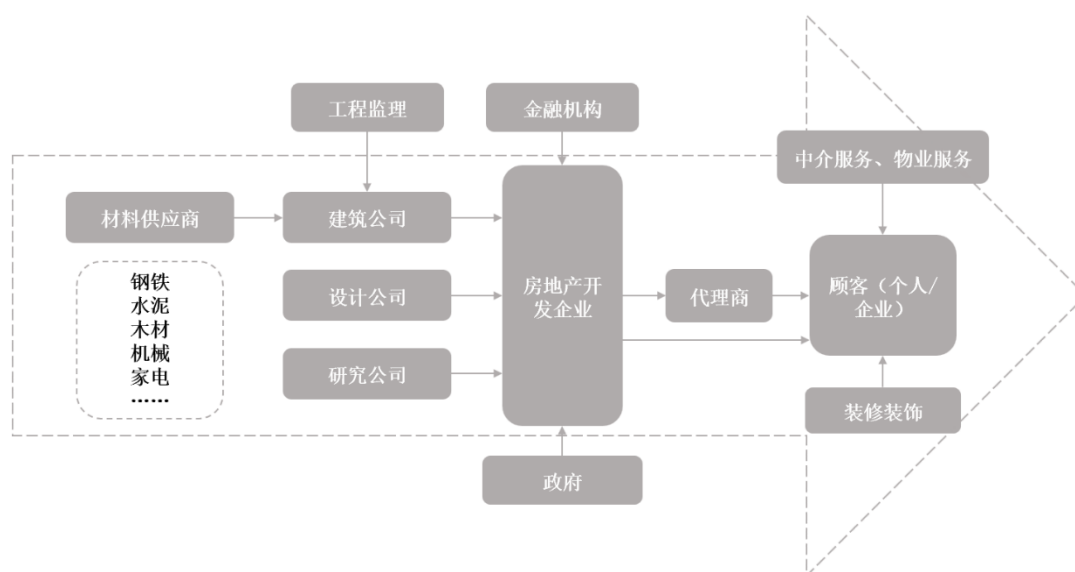 工程监理
金融机构
中介服务、物业服务
材料供应商
建筑公司
钢铁
水泥
木材
机械
家电
……
设计公司
研究公司
房地产开
发企业
代理商
顾客（个人/
企业）
装修装饰
政府